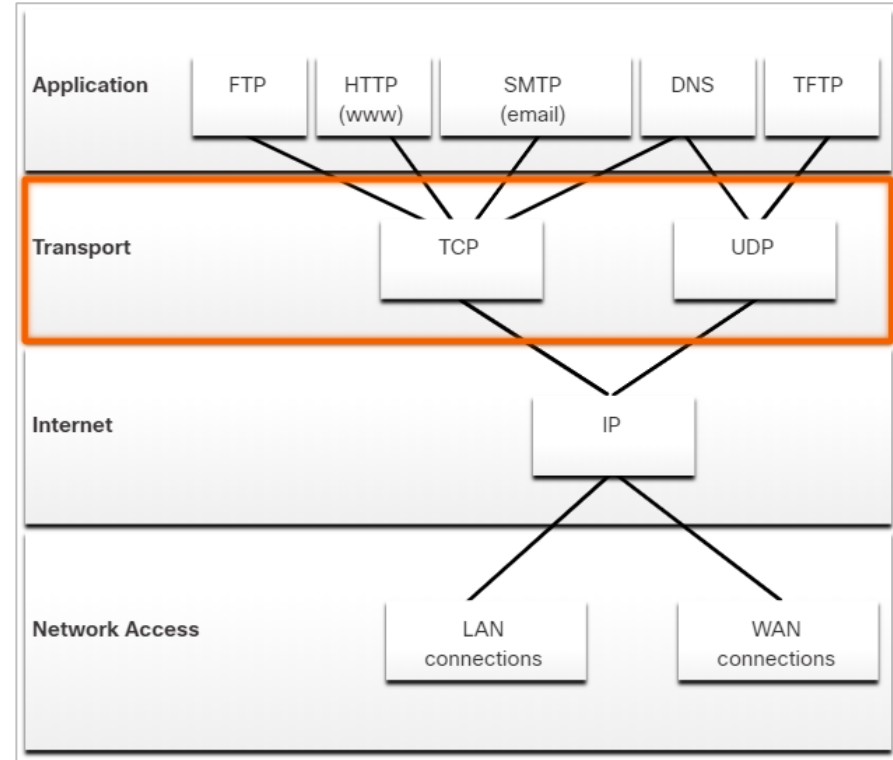 Application
FTP
HTTP
(www)
SMTP
(email)
DNS
TFTP
Transport
TCP
UDP
Internet
IP
Network Access
LAN
connections
WAN
connections